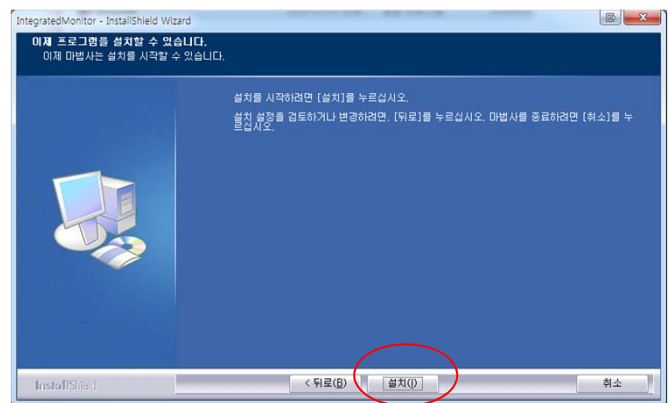 IntegratedMonitor - InstallShield Wizard
이제 프로그램을 설치할 수 있습니다.
이제 마법사는 설치를 시작할 수 있습니다.
설치를 시작하려면 [설치]를 누르십시오.
설치 설정을 검토하거나 변경하려면, [뒤로]를 누르십시오. 마법사를 종료하려면 [취소]를 누
르십시오.
InstallShield
< 뒤로(B)
설치(I)
취소